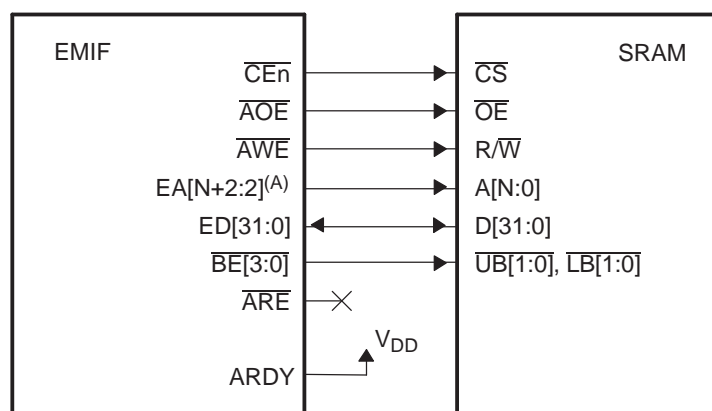 EMIF
SRAM
CEn
CS
AOE
OE
AWE
R/W
EA[N+2:2](A)
A[N:0]
ED[31:0]
D[31:0]
BE[3:0]
UB[1:0], LB[1:0]
ARE
VDD
ARDY